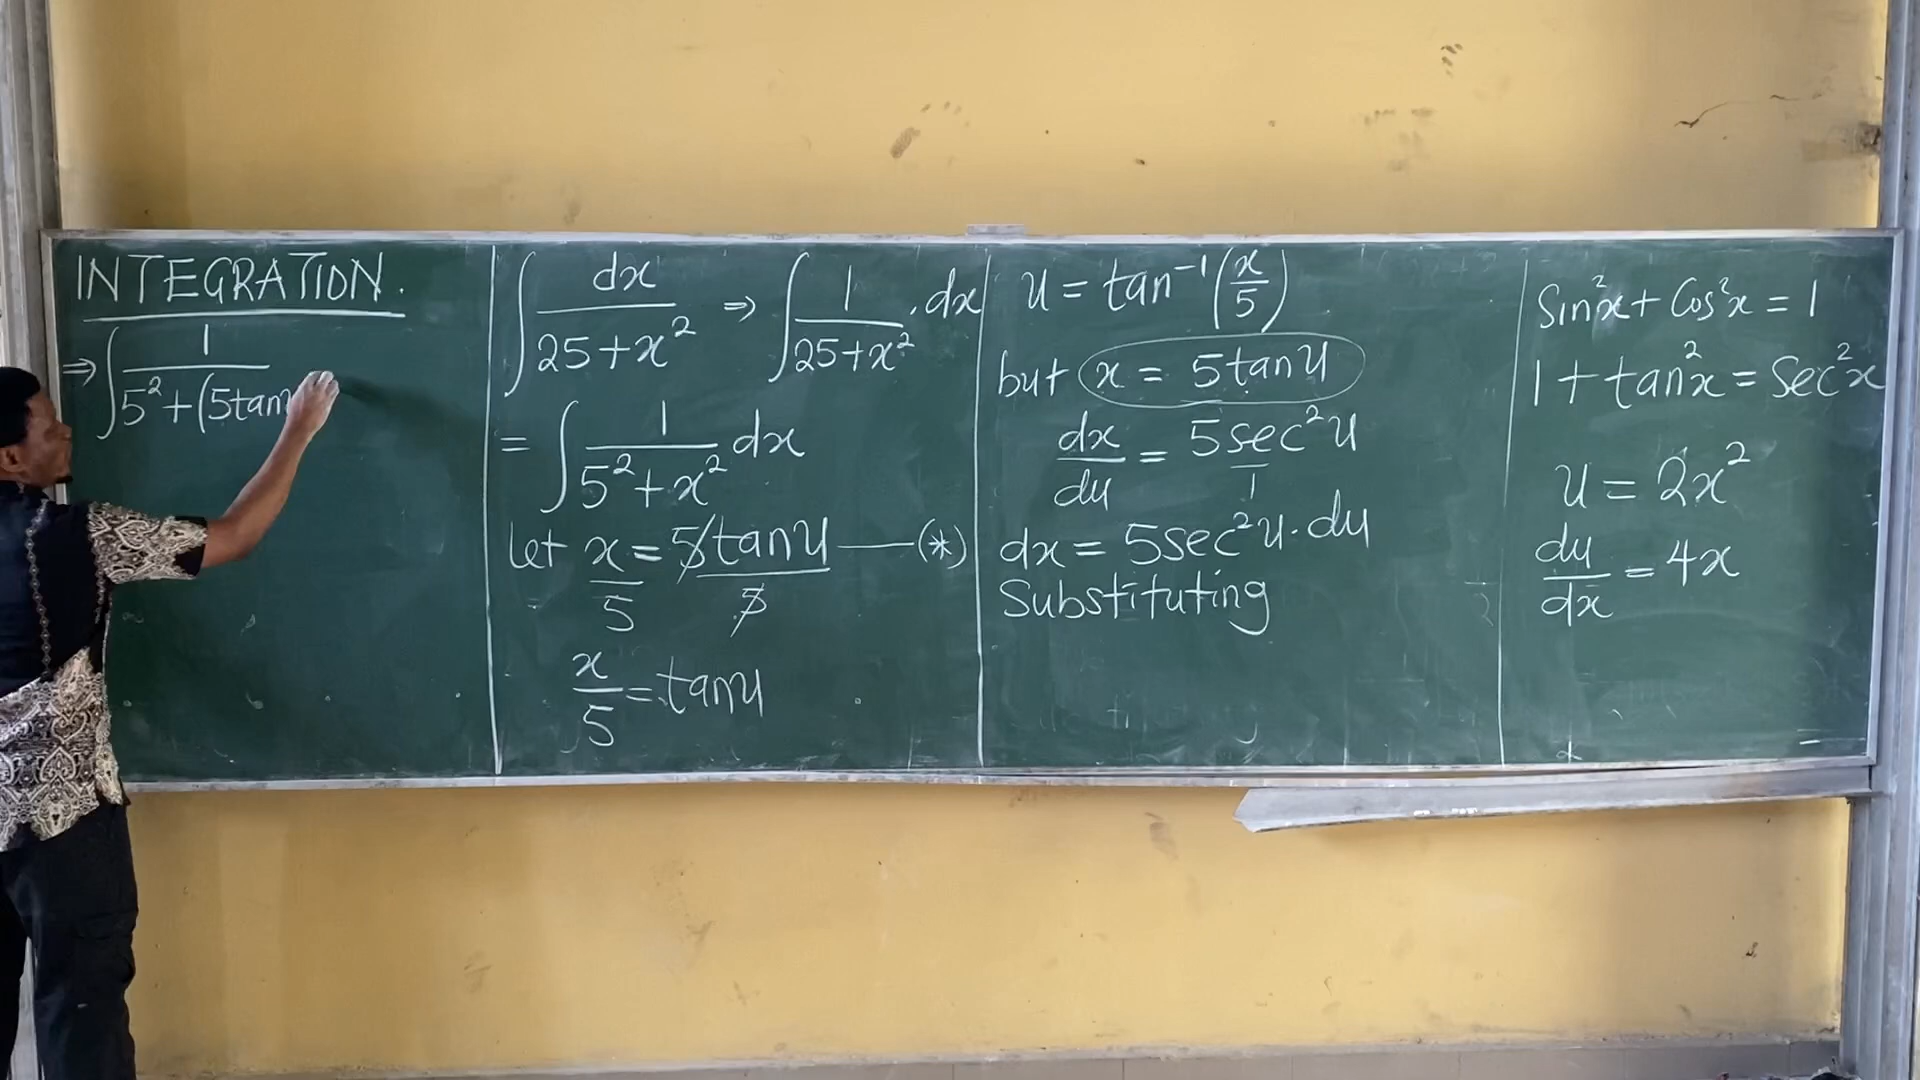 INTEGRATION.
⇒ ∫ 1/(5² + (5tan
∫ dx/(25+x²) ⇒ ∫ 1/(25+x²) . dx
= ∫ 1/(5²+x²) dx
let x/5 = 5tanu/5 —— (*)
x/5 = tanu
u = tan⁻¹(x/5)
but x = 5tanu
dx/du = 5sec²u/1
dx = 5sec²u · du
Substituting
Sin²x + Cos²x = 1
1 + tan²x = Sec²x
u = 2x²
du/dx = 4x